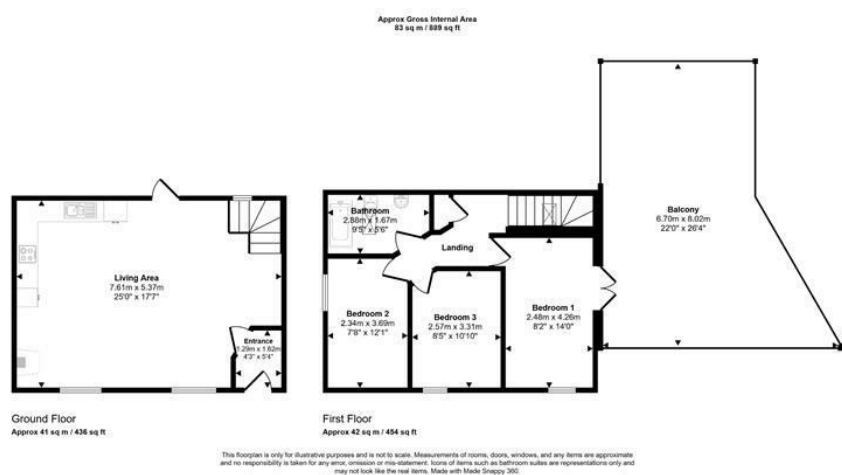 Approx Gross Internal Area
83 sq m / 889 sq ft
Balcony
6.70m x 8.02m
22'0" x 26'4"
Bathroom
2.88m x 1.67m
9'5" x 5'6"
Landing
Living Area
7.61m x 5.37m
25'0" x 17'7"
Bedroom 1
2.48m x 4.26m
8'2" x 14'0"
Bedroom 2
2.34m x 3.69m
7'8" x 12'1"
Bedroom 3
2.57m x 3.31m
8'5" x 10'10"
Entrance
1.29m x 1.62m
4'3" x 5'4"
Ground Floor
Approx 41 sq m / 436 sq ft
First Floor
Approx 42 sq m / 454 sq ft
This floorplan is only for illustrative purposes and is not to scale. Measurements of rooms, doors, windows, and any items are approximate
and no responsibility is taken for any error, omission or mis-statement. Icons of items such as bathroom suites are representations only and
may not look like the real items. Made with Made Snappy 360.